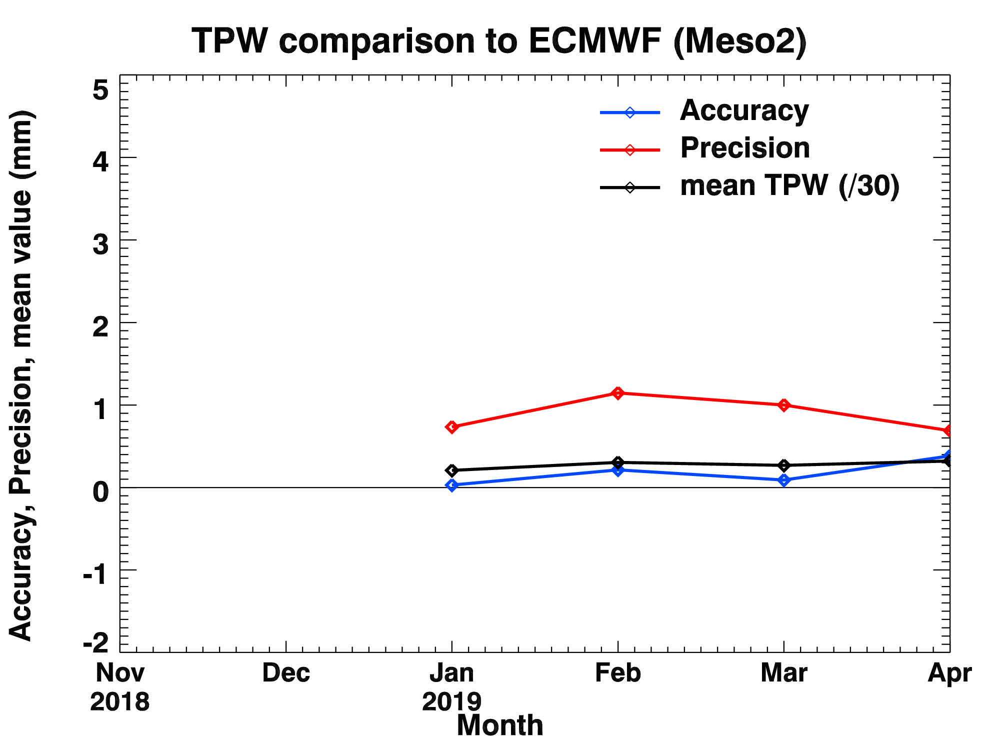 TPW comparison to ECMWF (Meso2)
Accuracy, Precision, mean value (mm)
5
4
3
2
1
0
-1
-2
Accuracy
Precision
mean TPW (/30)
Nov Dec Jan Feb Mar Apr
2018 2019
Month